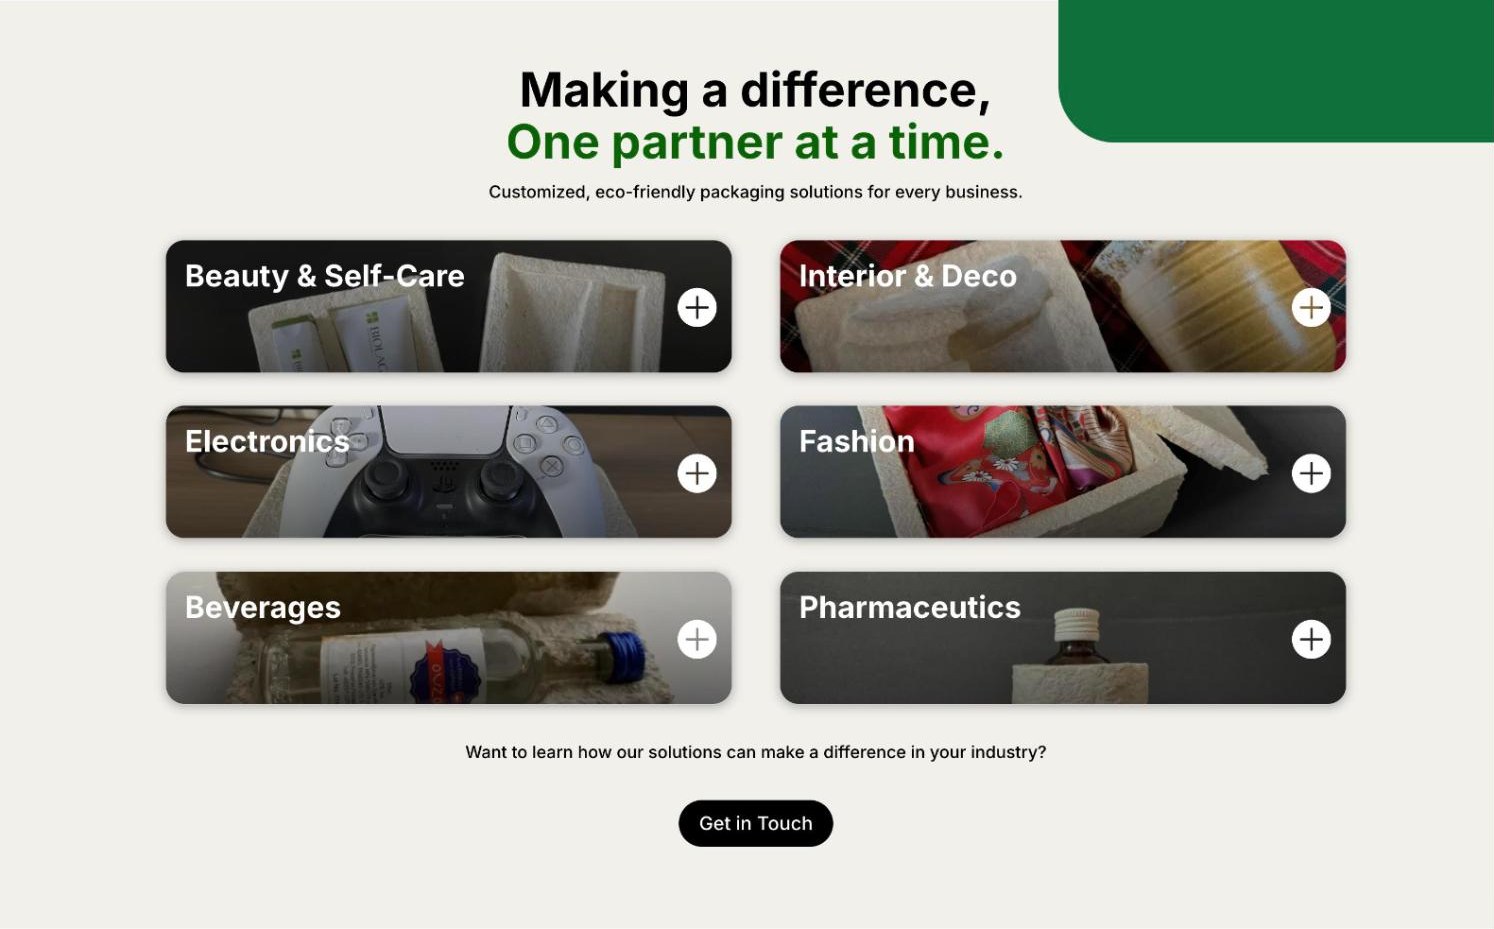 Making a difference,
One partner at a time.
Customized, eco-friendly packaging solutions for every business.
Beauty & Self-Care
Interior & Deco
Electronics
Fashion
Beverages
Pharmaceutics
Want to learn how our solutions can make a difference in your industry?
Get in Touch